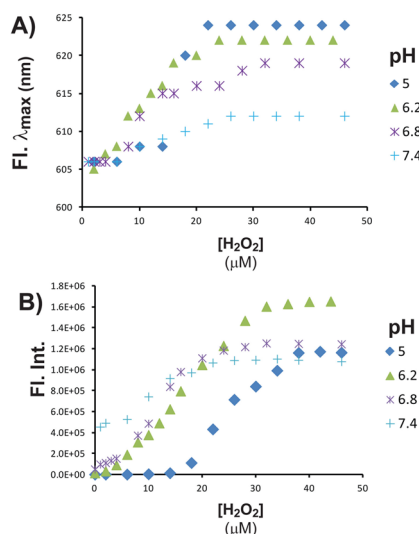 A)
Fl. λmax (nm)
625
620
615
610
605
600
0 10 20 30 40 50
[H2O2]
(μM)
pH
5
6.2
6.8
7.4
B)
Fl. Int.
1.8E+06
1.6E+06
1.4E+06
1.2E+06
1.0E+06
8.0E+05
6.0E+05
4.0E+05
2.0E+05
0.0E+00
0 10 20 30 40 50
[H2O2]
(μM)
pH
5
6.2
6.8
7.4